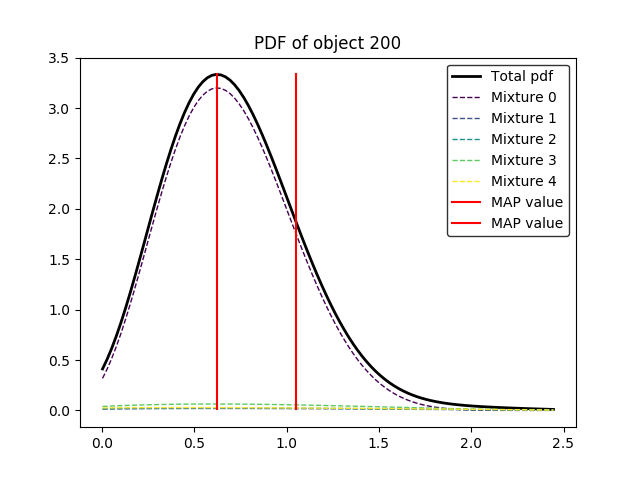 PDF of object 200
3.5
3.0
2.5
2.0
1.5
1.0
0.5
0.0
0.0 0.5 1.0 1.5 2.0 2.5
Total pdf
Mixture 0
Mixture 1
Mixture 2
Mixture 3
Mixture 4
MAP value
MAP value